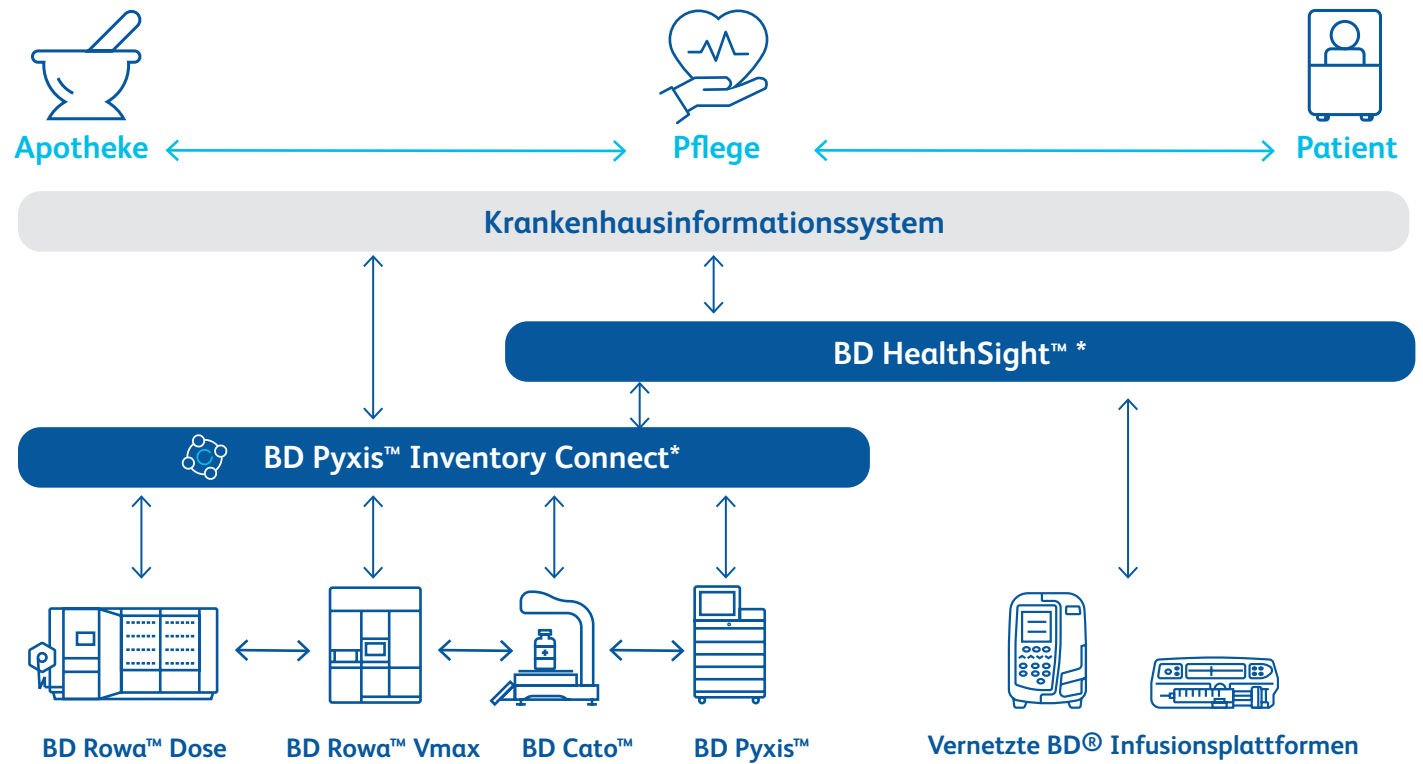 Apotheke
Pflege
Patient
Krankenhausinformationssystem
BD HealthSight™ *
BD Pyxis™ Inventory Connect*
BD Rowa™ Dose
BD Rowa™ Vmax
BD Cato™
BD Pyxis™
Vernetzte BD® Infusionsplattformen